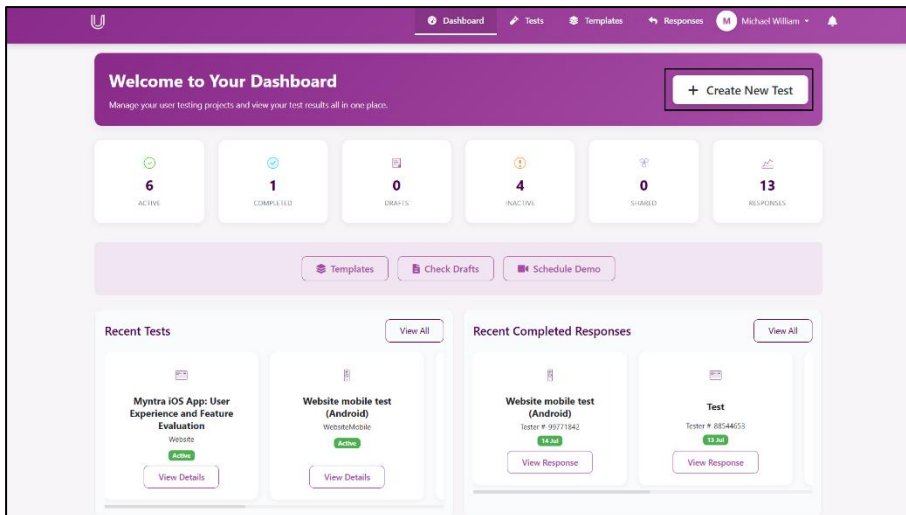 U
Dashboard
Tests
Templates
Responses
M
Michael William
Welcome to Your Dashboard
Manage your user testing projects and view your test results all in one place.
+ Create New Test
6
ACTIVE
1
COMPLETED
0
DRAFTS
4
INACTIVE
0
SHARED
13
RESPONSES
Templates
Check Drafts
Schedule Demo
Recent Tests
View All
Myntra iOS App: User
Experience and Feature
Evaluation
Website
Active
View Details
Website mobile test
(Android)
WebsiteMobile
Active
View Details
Recent Completed Responses
View All
Website mobile test
(Android)
Tester #-99771842
14 Jul
View Response
Test
Tester #-88544653
13 Jul
View Response